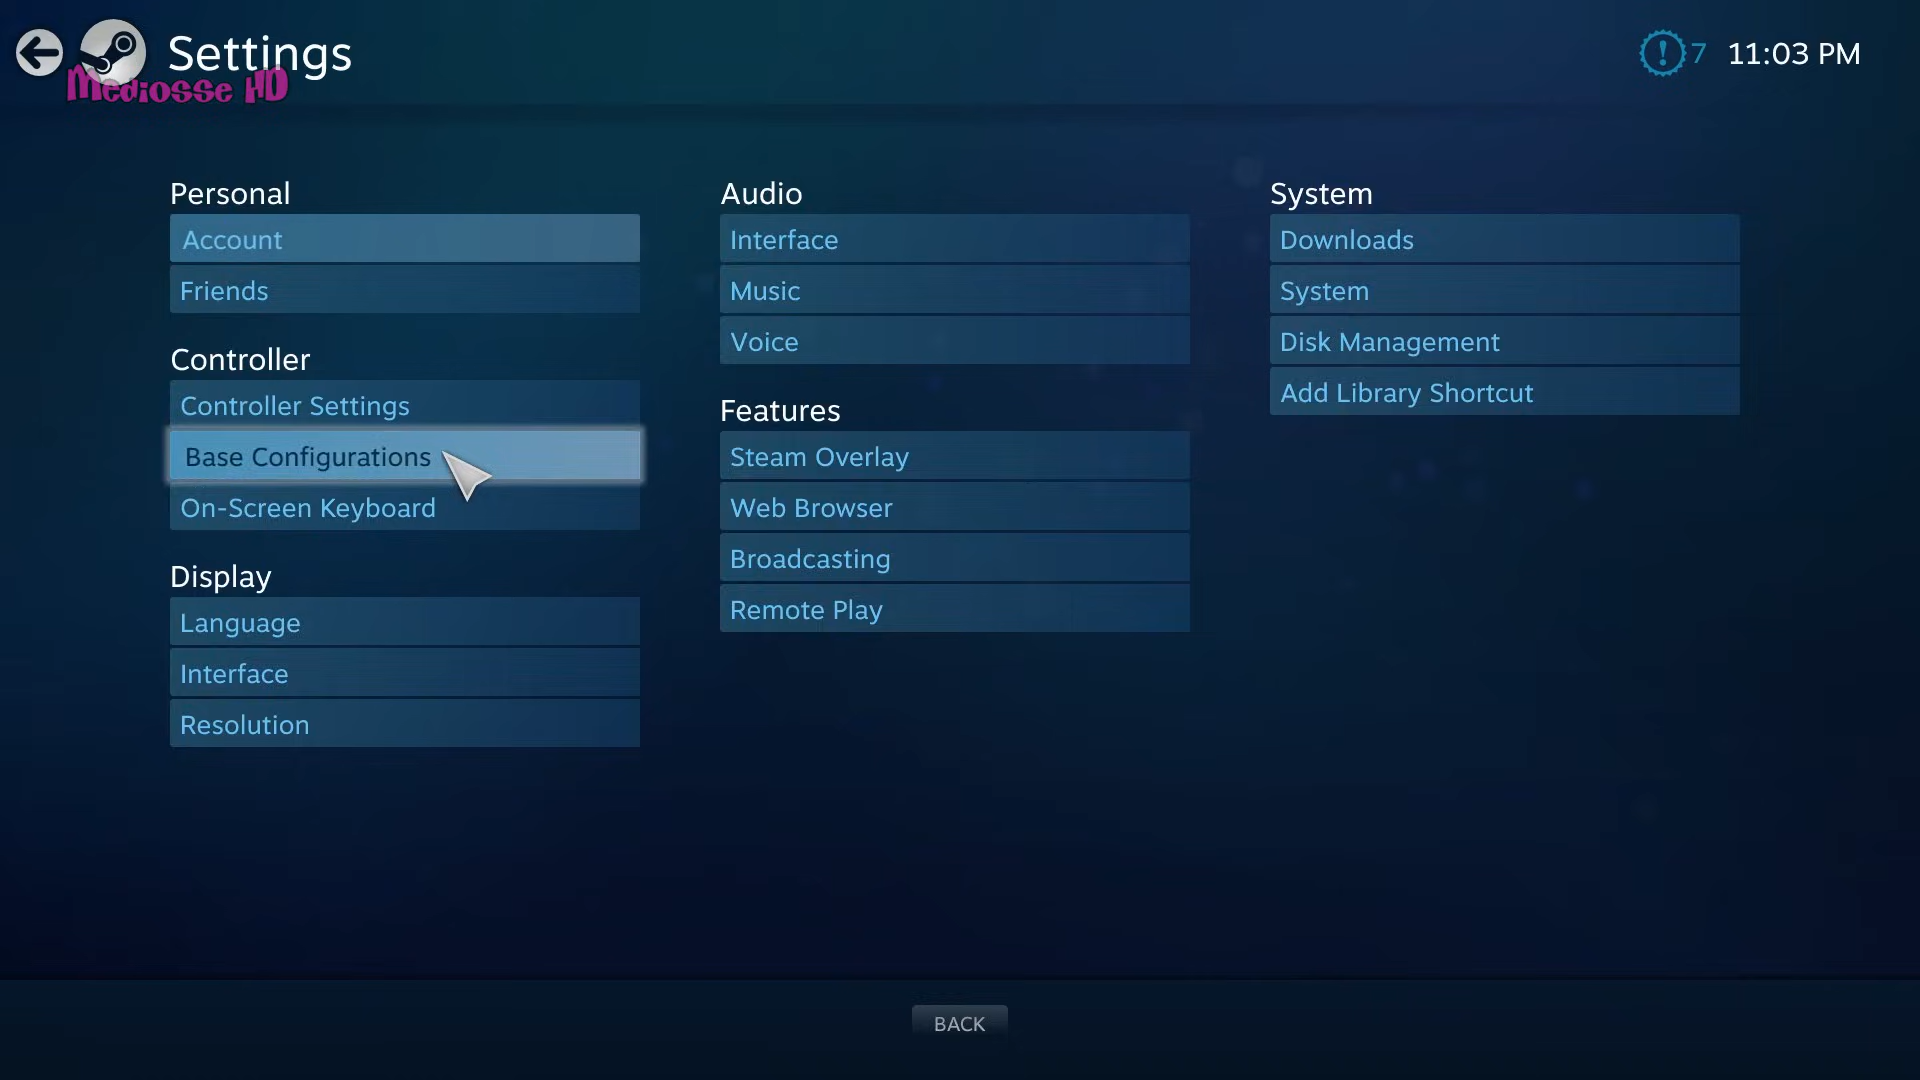 Settings
Mediosse HD
7 11:03 PM
Personal
Account
Friends
Controller
Controller Settings
Base Configurations
On-Screen Keyboard
Display
Language
Interface
Resolution
Audio
Interface
Music
Voice
Features
Steam Overlay
Web Browser
Broadcasting
Remote Play
System
Downloads
System
Disk Management
Add Library Shortcut
BACK